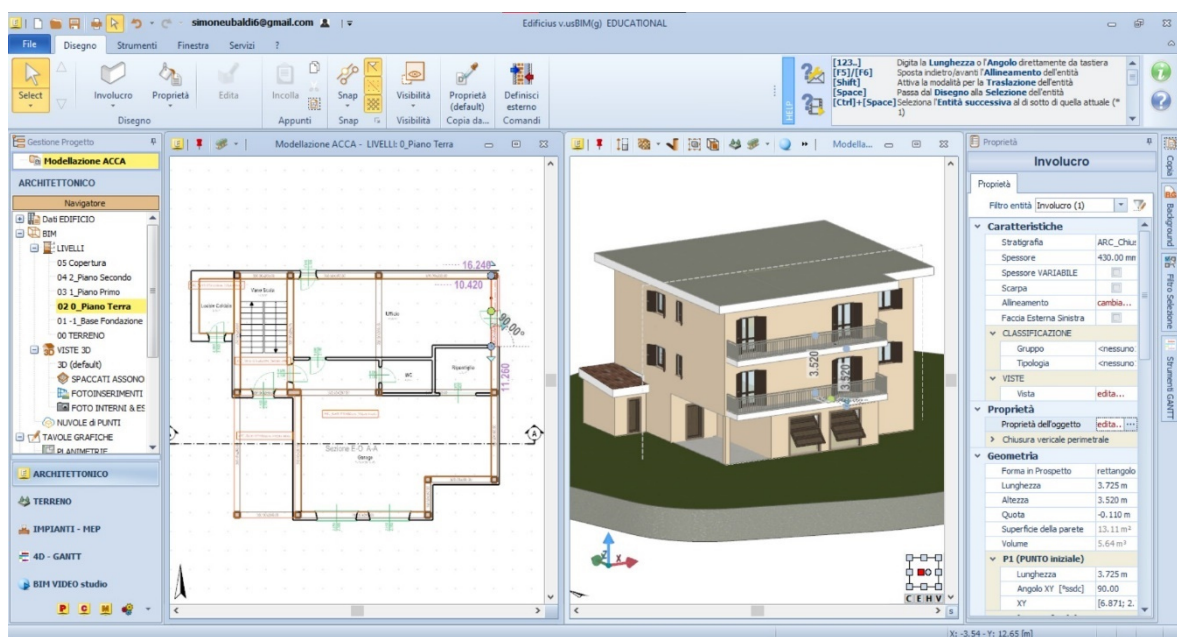 simoneubaldi6@gmail.com
Edificius v.usBIM(g) EDUCATIONAL
File Disegno Strumenti Finestra Servizi ?
Select
Involucro
Proprietà
Edita
Disegno
Incolla
Appunti
Snap
Snap
Visibilità
Visibilità
Proprietà
(default)
Copia da...
Definisci
esterno
Comandi
HELP
[123..] Digita la Lunghezza o l'Angolo direttamente da tastiera
[F5]/[F6] Sposta indietro/avanti l'Allineamento dell'entità
[Shift] Attiva la modalità per la Traslazione dell'entità
[Space] Passa dal Disegno alla Selezione dell'entità
[Ctrl]+[Space] Seleziona l'Entità successiva al di sotto di quella attuale (*
1)
Gestione Progetto
Modellazione ACCA
ARCHITETTONICO
Navigatore
Dati EDIFICIO
BIM
LIVELLI
05 Copertura
04 2_Piano Secondo
03 1_Piano Primo
02 0_Piano Terra
01 -1_Base Fondazione
00 TERRENO
VISTE 3D
3D (default)
SPACCATI ASSONO
FOTOINSERIMENTI
FOTO INTERNI & ES
NUVOLE di PUNTI
TAVOLE GRAFICHE
PLANIMETRIE
ARCHITETTONICO
TERRENO
IMPIANTI - MEP
4D - GANTT
BIM VIDEO studio
P C M
Modellazione ACCA - LIVELLI: 0_Piano Terra
16.240
10.420
90.00°
11.260
Vano Scala
Ufficio
WC
Ripostiglio
Sezione E-O A-A
Garage
A
Modella...
3.520
3.520
Z
X
C E H V
S
Proprietà
Involucro
Proprietà
Filtro entità Involucro (1)
Caratteristiche
Stratigrafia ARC_Chius
Spessore 430.00 mm
Spessore VARIABILE
Scarpa
Allineamento cambia...
Faccia Esterna Sinistra
CLASSIFICAZIONE
Gruppo <nessuno
Tipologia <nessuno
VISTE
Vista edita...
Proprietà
Proprietà dell'oggetto edita.. ...
Chiusura verticale perimetrale
Geometria
Forma in Prospetto rettangolo
Lunghezza 3.725 m
Altezza 3.520 m
Quota -0.110 m
Superficie della parete 13.11 m²
Volume 5.64 m³
P1 (PUNTO iniziale)
Lunghezza 3.725 m
Angolo XY [°ssdc] 90.00
XY [6.871; 2.
Copia
Background
Filtro Selezione
Strumenti GANTT
X: -3.54 - Y: 12.65 [m]